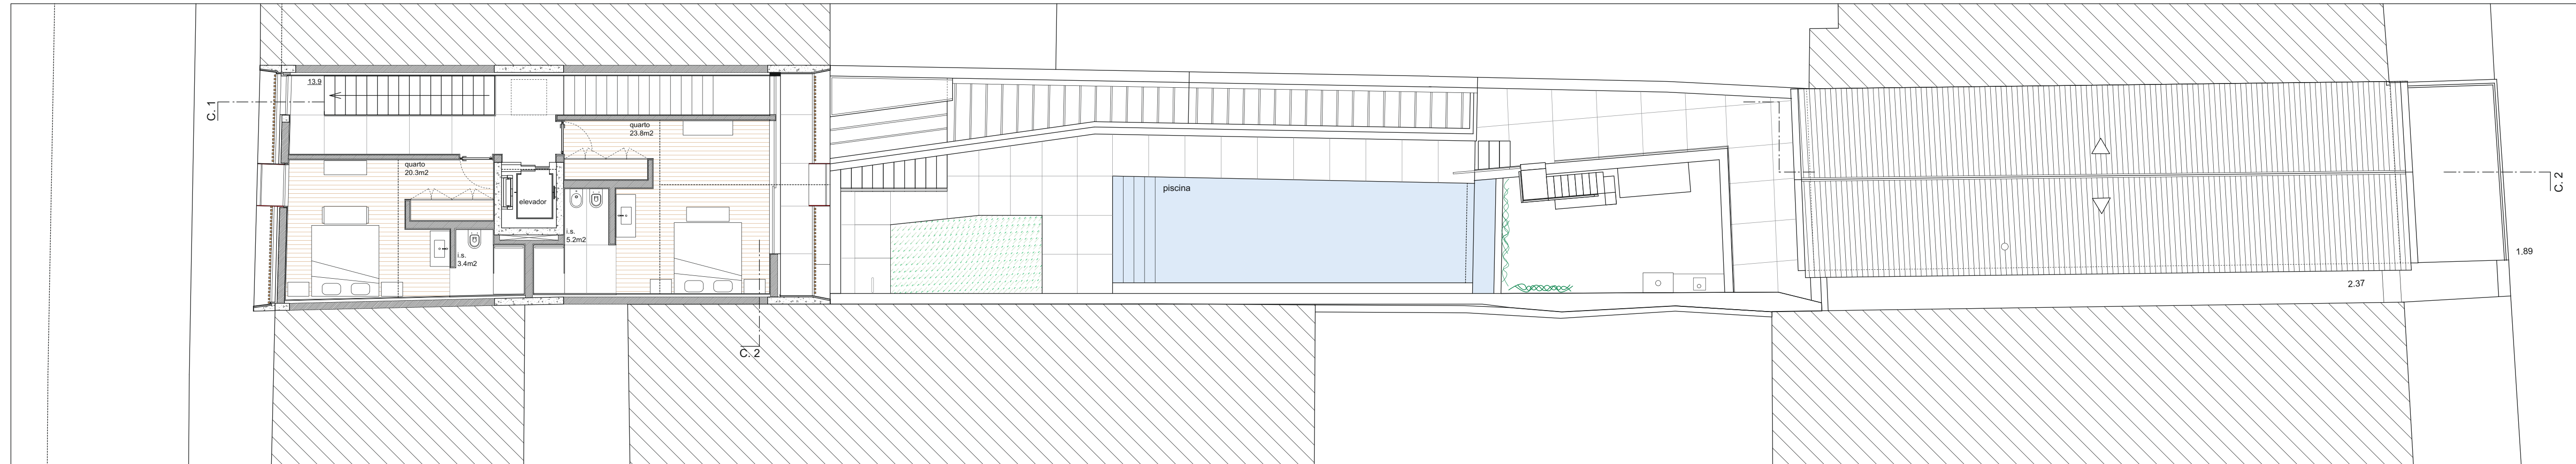 13.9
C. 1
quarto
23.8m2
quarto
20.3m2
elevador
i.s.
5.2m2
i.s.
3.4m2
piscina
C. 2
C. 2
1.89
2.37